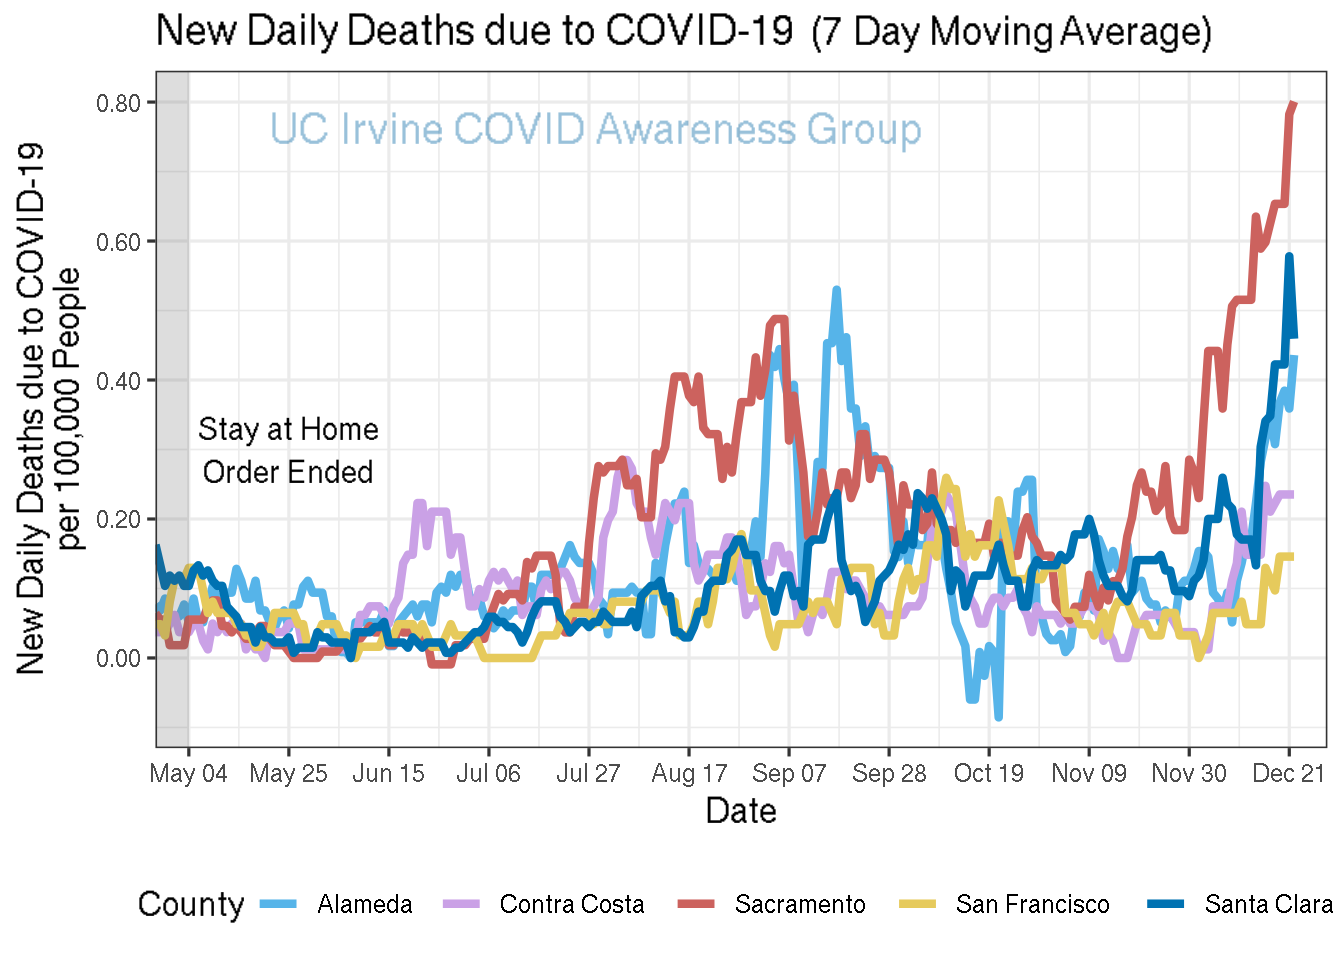 New Daily Deaths due to COVID-19 (7 Day Moving Average)
UC Irvine COVID Awareness Group
New Daily Deaths due to COVID-19
per 100,000 People
0.80
0.60
0.40
0.20
0.00
Stay at Home
Order Ended
May 04 May 25 Jun 15 Jul 06 Jul 27 Aug 17 Sep 07 Sep 28 Oct 19 Nov 09 Nov 30 Dec 21
Date
County Alameda Contra Costa Sacramento San Francisco Santa Clara